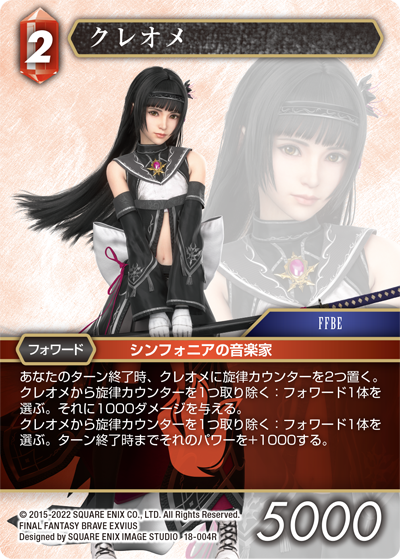 2
クレオメ
FFBE
フォワード
シンフォニアの音楽家
あなたのターン終了時、クレオメに旋律カウンターを2つ置く。
クレオメから旋律カウンターを1つ取り除く：フォワード1体を
選ぶ。それに1000ダメージを与える。
クレオメから旋律カウンターを1つ取り除く：フォワード1体を
選ぶ。ターン終了時までそれのパワーを+1000する。
© 2015-2022 SQUARE ENIX CO., LTD. All Rights Reserved.
FINAL FANTASY BRAVE EXVIUS
Designed by SQUARE ENIX IMAGE STUDIO 18-004R
5000